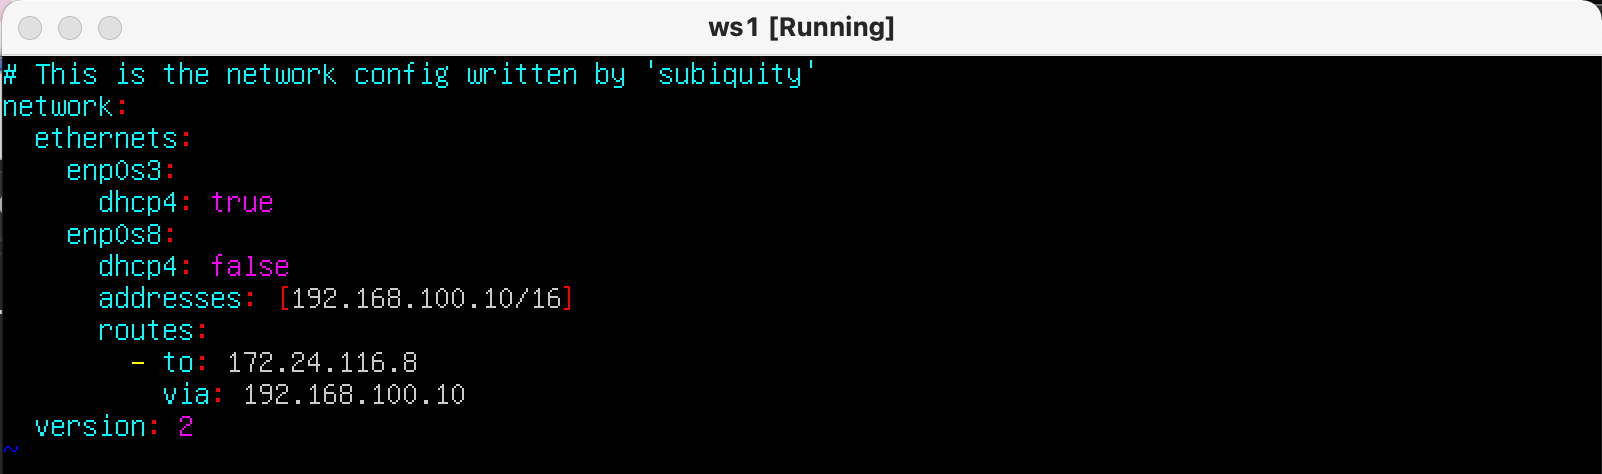 ws1 [Running]
# This is the network config written by 'subiquity'
network:
  ethernets:
    enp0s3:
      dhcp4: true
    enp0s8:
      dhcp4: false
      addresses: [192.168.100.10/16]
      routes:
        - to: 172.24.116.8
          via: 192.168.100.10
  version: 2
~